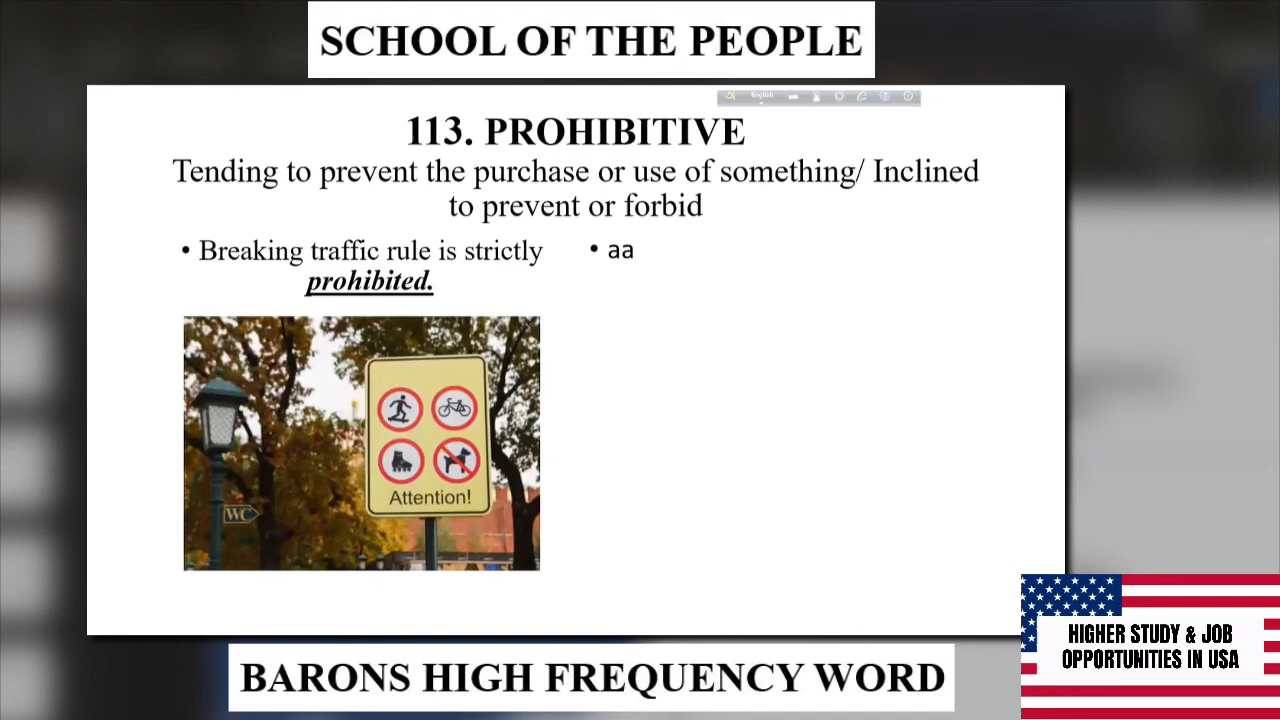 SCHOOL OF THE PEOPLE
English
113. PROHIBITIVE
Tending to prevent the purchase or use of something/ Inclined
to prevent or forbid
• Breaking traffic rule is strictly
prohibited.
• aa
Attention!
WC
HIGHER STUDY & JOB
OPPORTUNITIES IN USA
BARONS HIGH FREQUENCY WORD